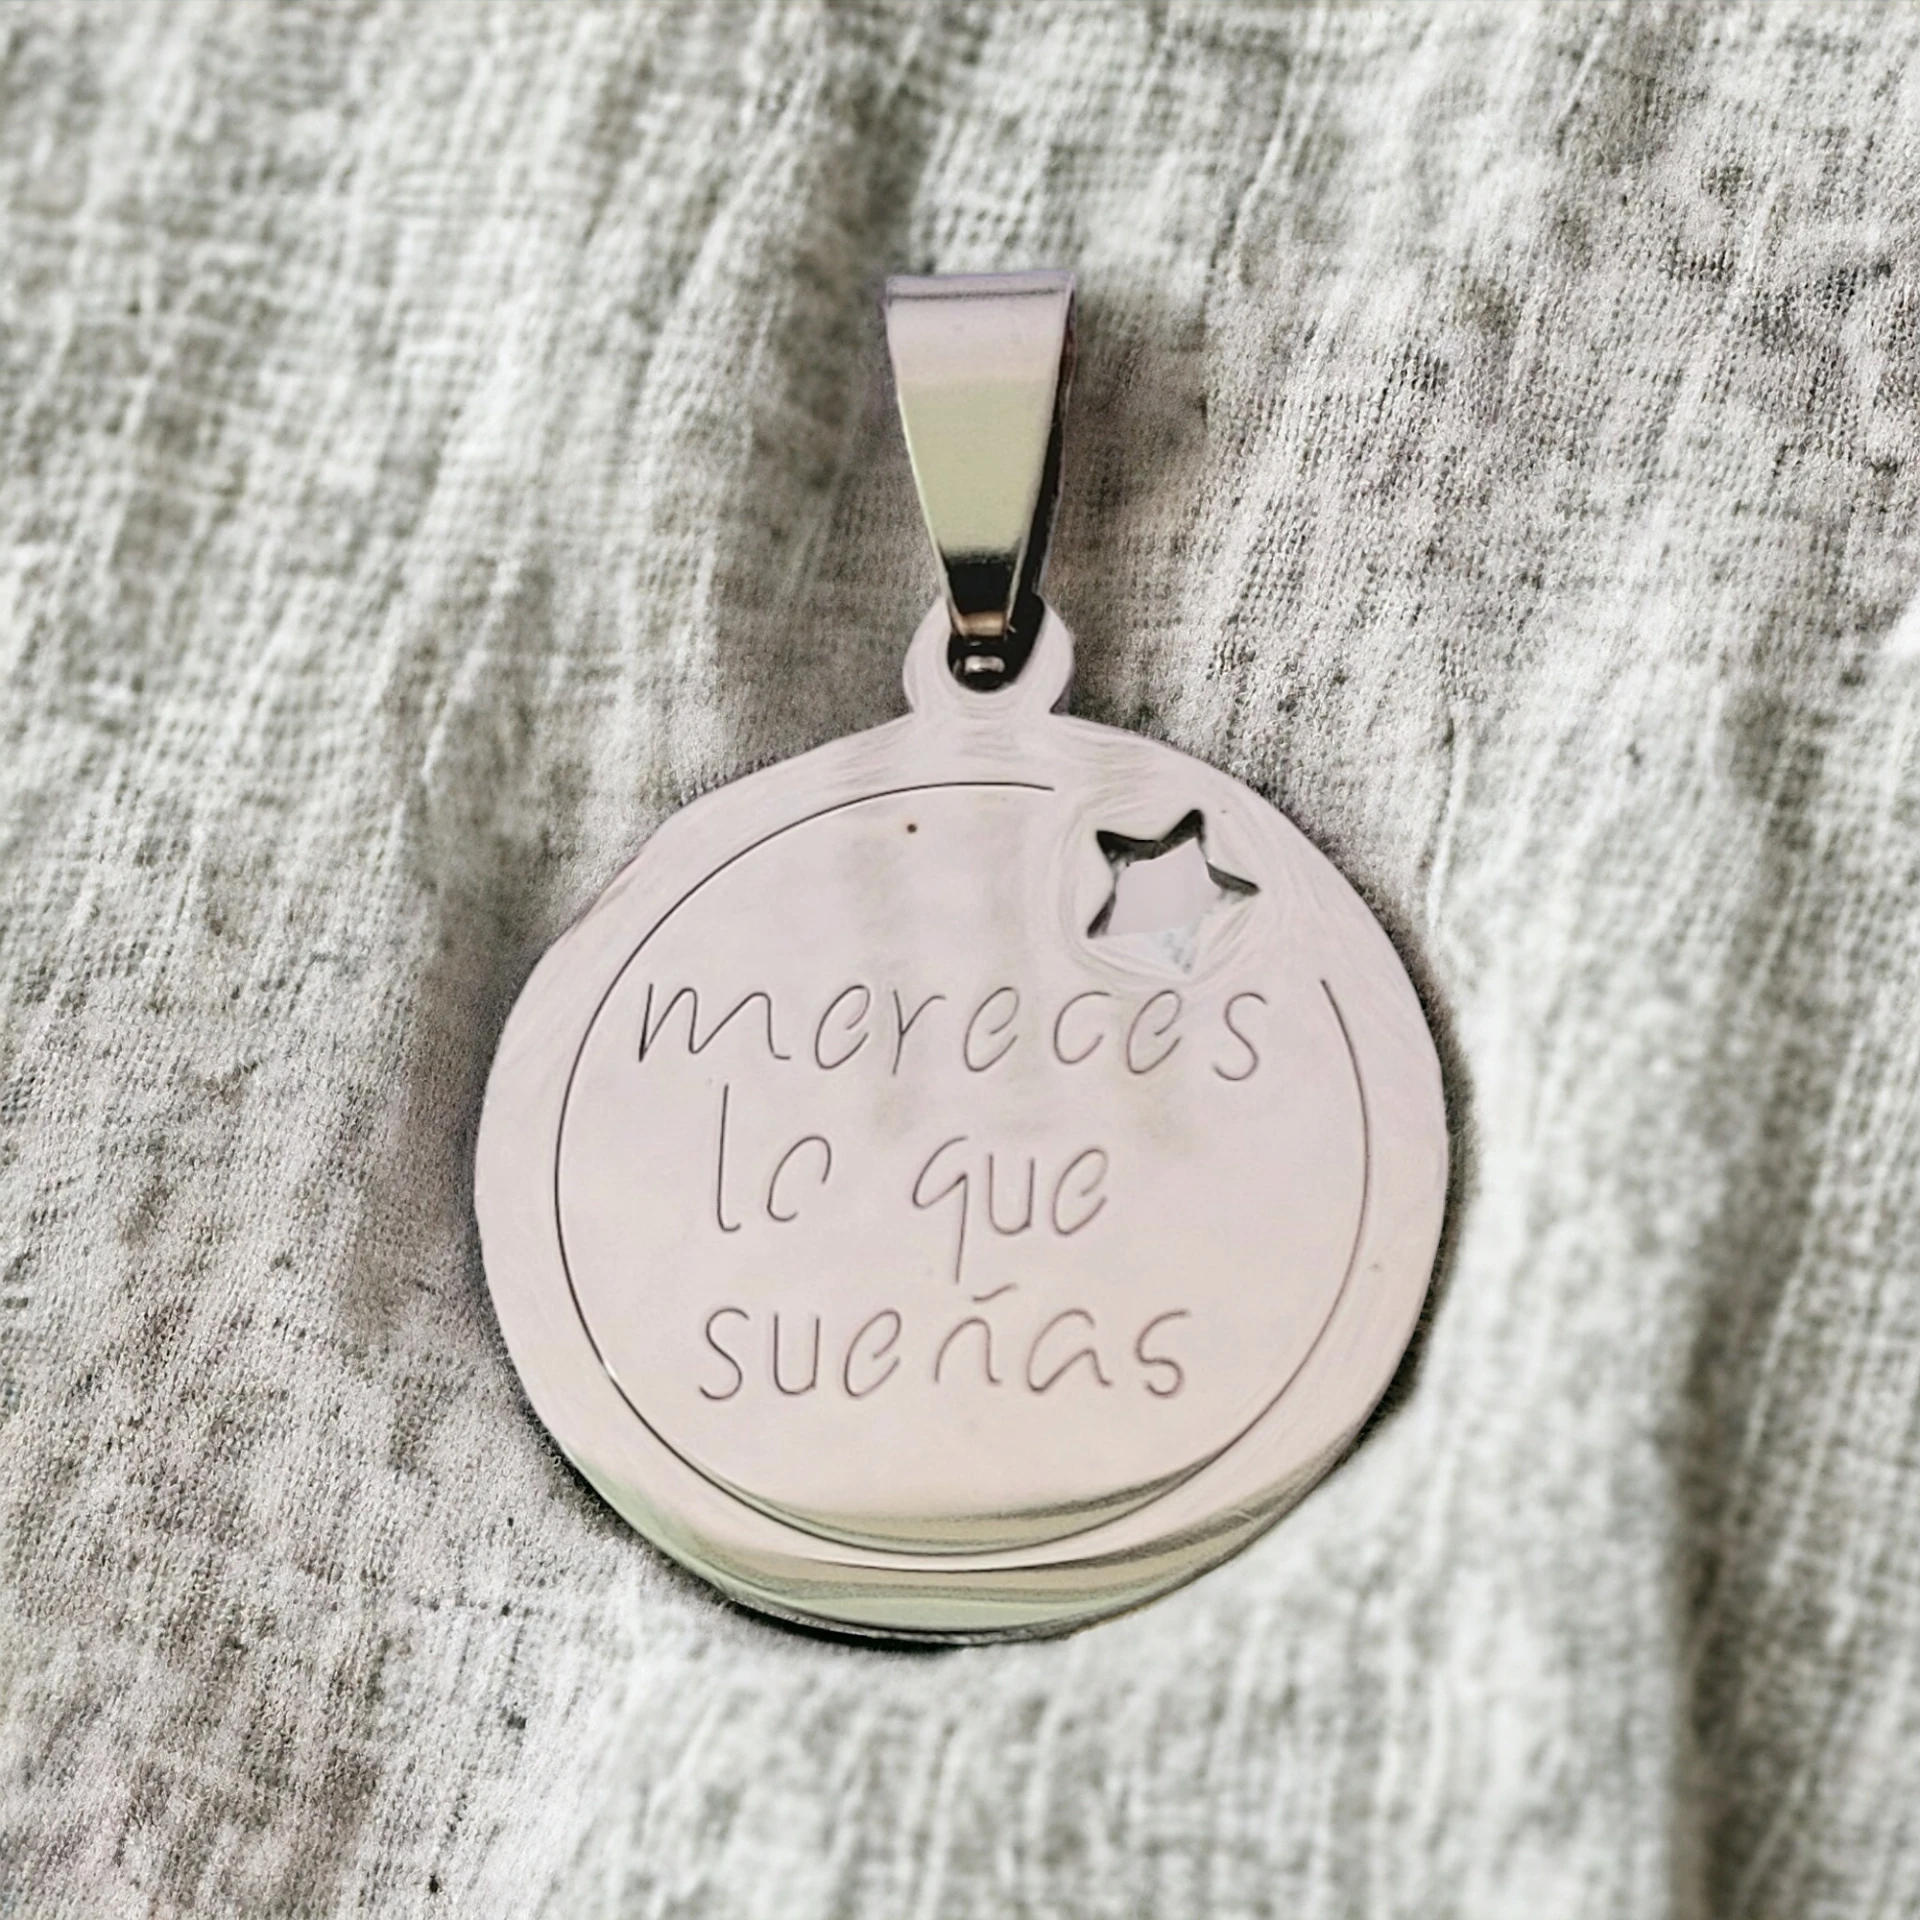 mereces
lo que
sueñas